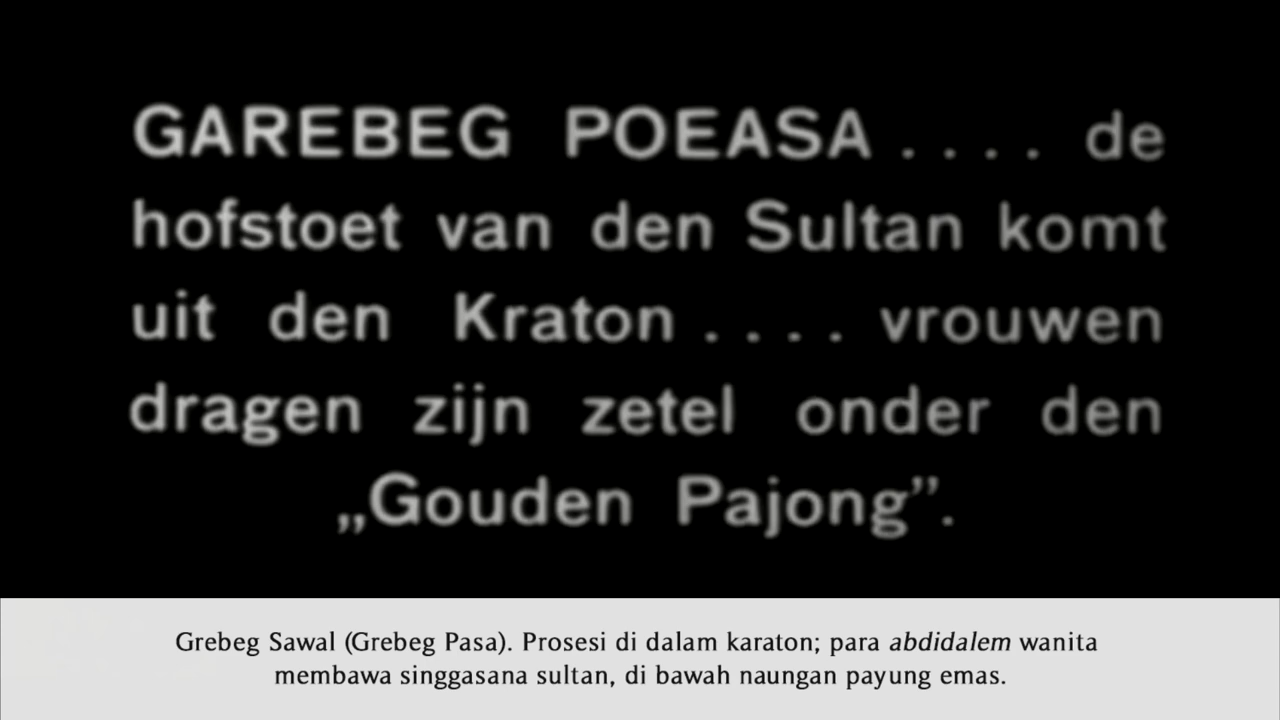 GAREBEG POEASA . . . . de
hofstoet van den Sultan komt
uit den Kraton . . . . vrouwen
dragen zijn zetel onder den
„Gouden Pajong”.
Grebeg Sawal (Grebeg Pasa). Prosesi di dalam karaton; para abdidalem wanita
membawa singgasana sultan, di bawah naungan payung emas.